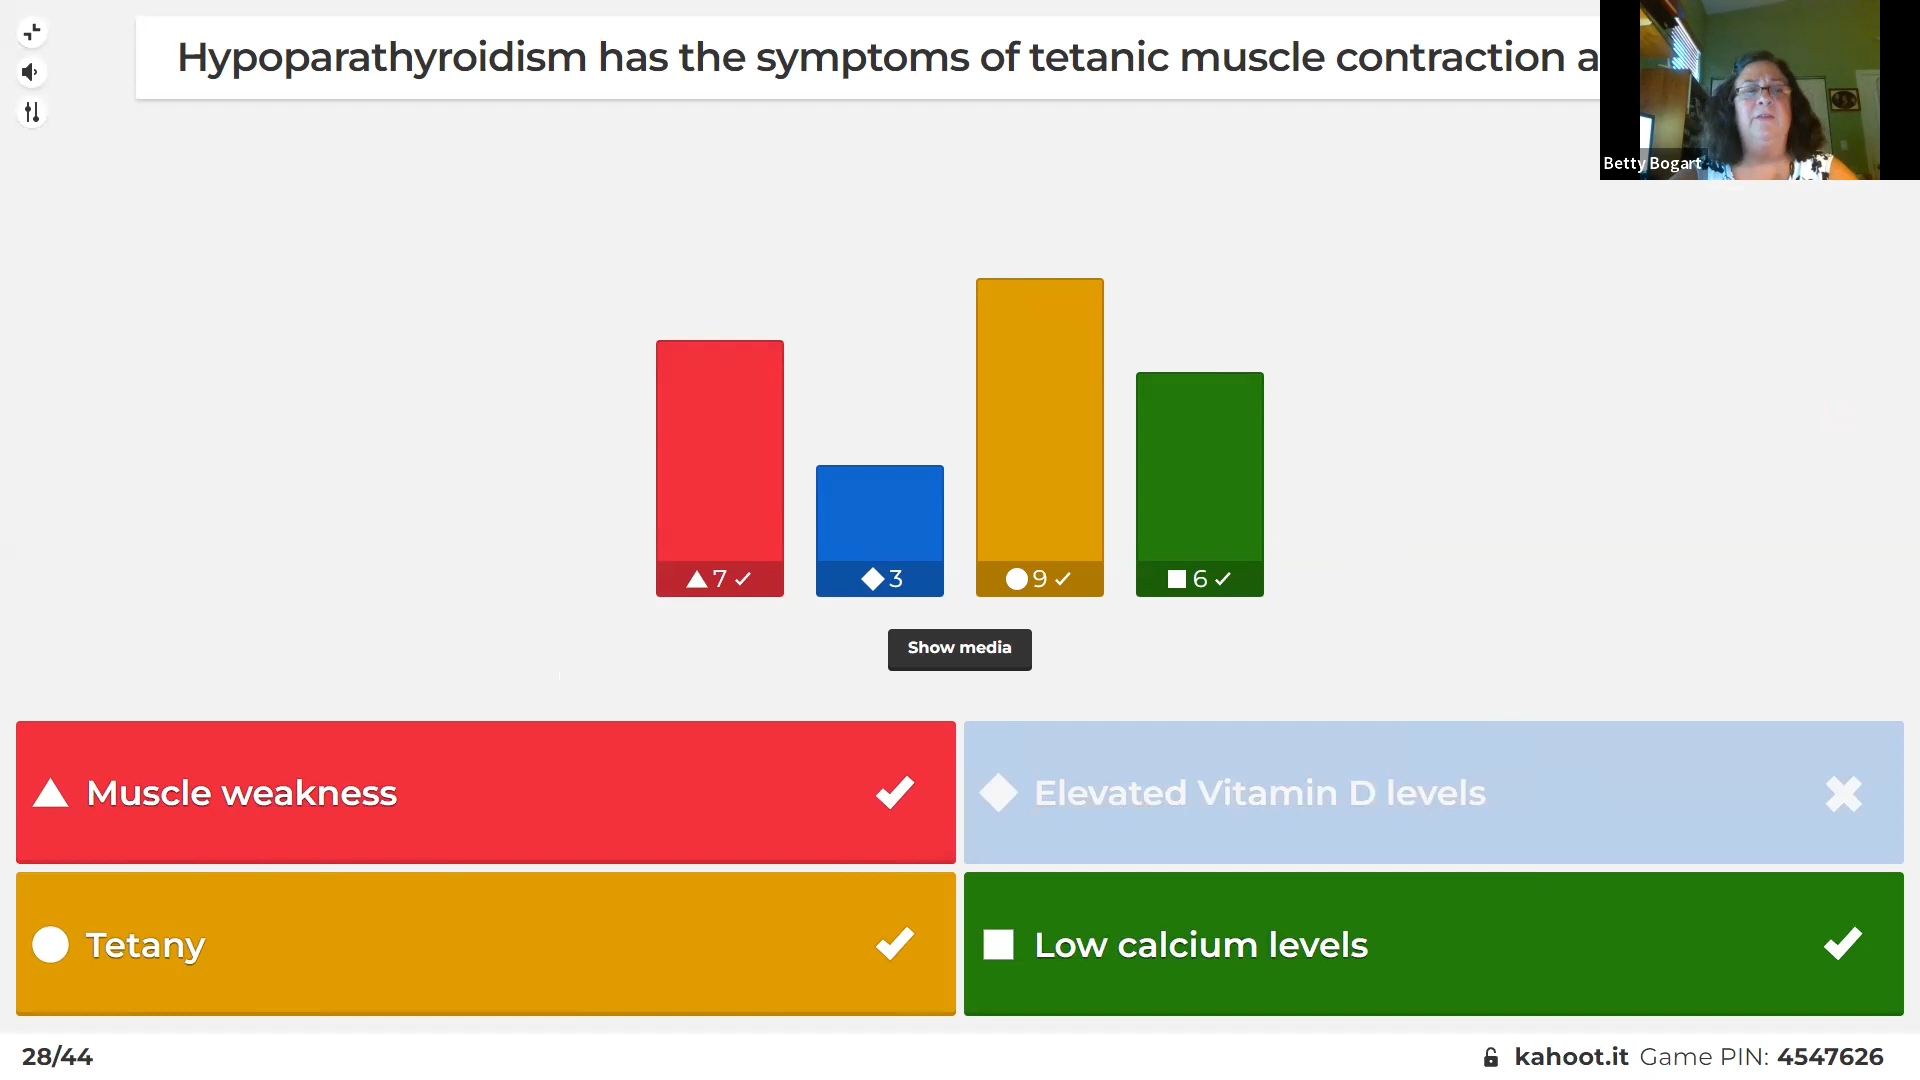 Hypoparathyroidism has the symptoms of tetanic muscle contraction a
Betty Bogart
7
3
9
6
Show media
Muscle weakness
Elevated Vitamin D levels
Tetany
Low calcium levels
28/44
kahoot.it Game PIN: 4547626